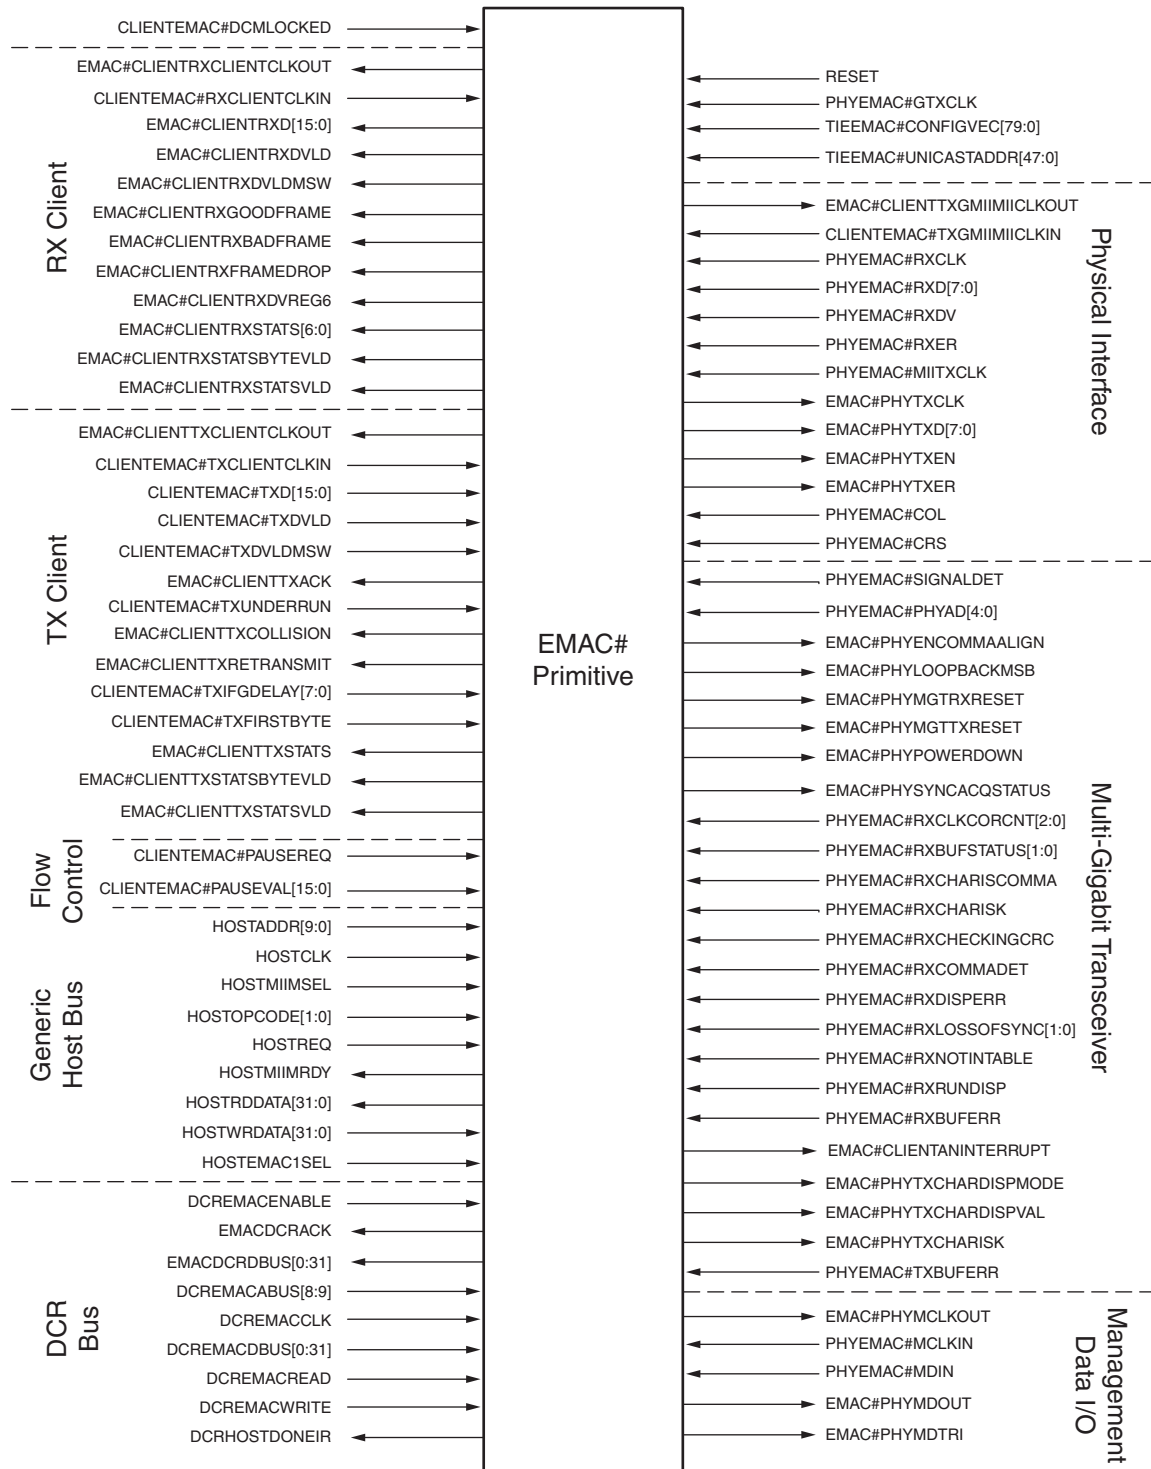 CLIENTEMAC#DCMLOCKED
RX Client
EMAC#CLIENTRXCLIENTCLKOUT
CLIENTEMAC#RXCLIENTCLKIN
EMAC#CLIENTRXD[15:0]
EMAC#CLIENTRXDVLD
EMAC#CLIENTRXDVLDMSW
EMAC#CLIENTRXGOODFRAME
EMAC#CLIENTRXBADFRAME
EMAC#CLIENTRXFRAMEDROP
EMAC#CLIENTRXDVREG6
EMAC#CLIENTRXSTATS[6:0]
EMAC#CLIENTRXSTATSBYTEVLD
EMAC#CLIENTRXSTATSVLD
TX Client
EMAC#CLIENTTXCLIENTCLKOUT
CLIENTEMAC#TXCLIENTCLKIN
CLIENTEMAC#TXD[15:0]
CLIENTEMAC#TXDVLD
CLIENTEMAC#TXDVLDMSW
EMAC#CLIENTTXACK
CLIENTEMAC#TXUNDERRUN
EMAC#CLIENTTXCOLLISION
EMAC#CLIENTTXRETRANSMIT
CLIENTEMAC#TXIFGDELAY[7:0]
CLIENTEMAC#TXFIRSTBYTE
EMAC#CLIENTTXSTATS
EMAC#CLIENTTXSTATSBYTEVLD
EMAC#CLIENTTXSTATSVLD
Flow
Control
CLIENTEMAC#PAUSEREQ
CLIENTEMAC#PAUSEVAL[15:0]
Generic
Host Bus
HOSTADDR[9:0]
HOSTCLK
HOSTMIIMSEL
HOSTOPCODE[1:0]
HOSTREQ
HOSTMIIMRDY
HOSTRDDATA[31:0]
HOSTWRDATA[31:0]
HOSTEMAC1SEL
DCR
Bus
DCREMACENABLE
EMACDCRACK
EMACDCRDBUS[0:31]
DCREMACABUS[8:9]
DCREMACCLK
DCREMACDBUS[0:31]
DCREMACREAD
DCREMACWRITE
DCRHOSTDONEIR
EMAC#
Primitive
RESET
PHYEMAC#GTXCLK
TIEEMAC#CONFIGVEC[79:0]
TIEEMAC#UNICASTADDR[47:0]
Physical Interface
EMAC#CLIENTTXGMIIMIICLKOUT
CLIENTEMAC#TXGMIIMIICLKIN
PHYEMAC#RXCLK
PHYEMAC#RXD[7:0]
PHYEMAC#RXDV
PHYEMAC#RXER
PHYEMAC#MIITXCLK
EMAC#PHYTXCLK
EMAC#PHYTXD[7:0]
EMAC#PHYTXEN
EMAC#PHYTXER
PHYEMAC#COL
PHYEMAC#CRS
Multi-Gigabit Transceiver
PHYEMAC#SIGNALDET
PHYEMAC#PHYAD[4:0]
EMAC#PHYENCOMMAALIGN
EMAC#PHYLOOPBACKMSB
EMAC#PHYMGTRXRESET
EMAC#PHYMGTTXRESET
EMAC#PHYPOWERDOWN
EMAC#PHYSYNCACQSTATUS
PHYEMAC#RXCLKCORCNT[2:0]
PHYEMAC#RXBUFSTATUS[1:0]
PHYEMAC#RXCHARISCOMMA
PHYEMAC#RXCHARISK
PHYEMAC#RXCHECKINGCRC
PHYEMAC#RXCOMMADET
PHYEMAC#RXDISPERR
PHYEMAC#RXLOSSOFSYNC[1:0]
PHYEMAC#RXNOTINTABLE
PHYEMAC#RXRUNDISP
PHYEMAC#RXBUFERR
EMAC#CLIENTANINTERRUPT
EMAC#PHYTXCHARDISPMODE
EMAC#PHYTXCHARDISPVAL
EMAC#PHYTXCHARISK
PHYEMAC#TXBUFERR
Management
Data I/O
EMAC#PHYMCLKOUT
PHYEMAC#MCLKIN
PHYEMAC#MDIN
EMAC#PHYMDOUT
EMAC#PHYMDTRI